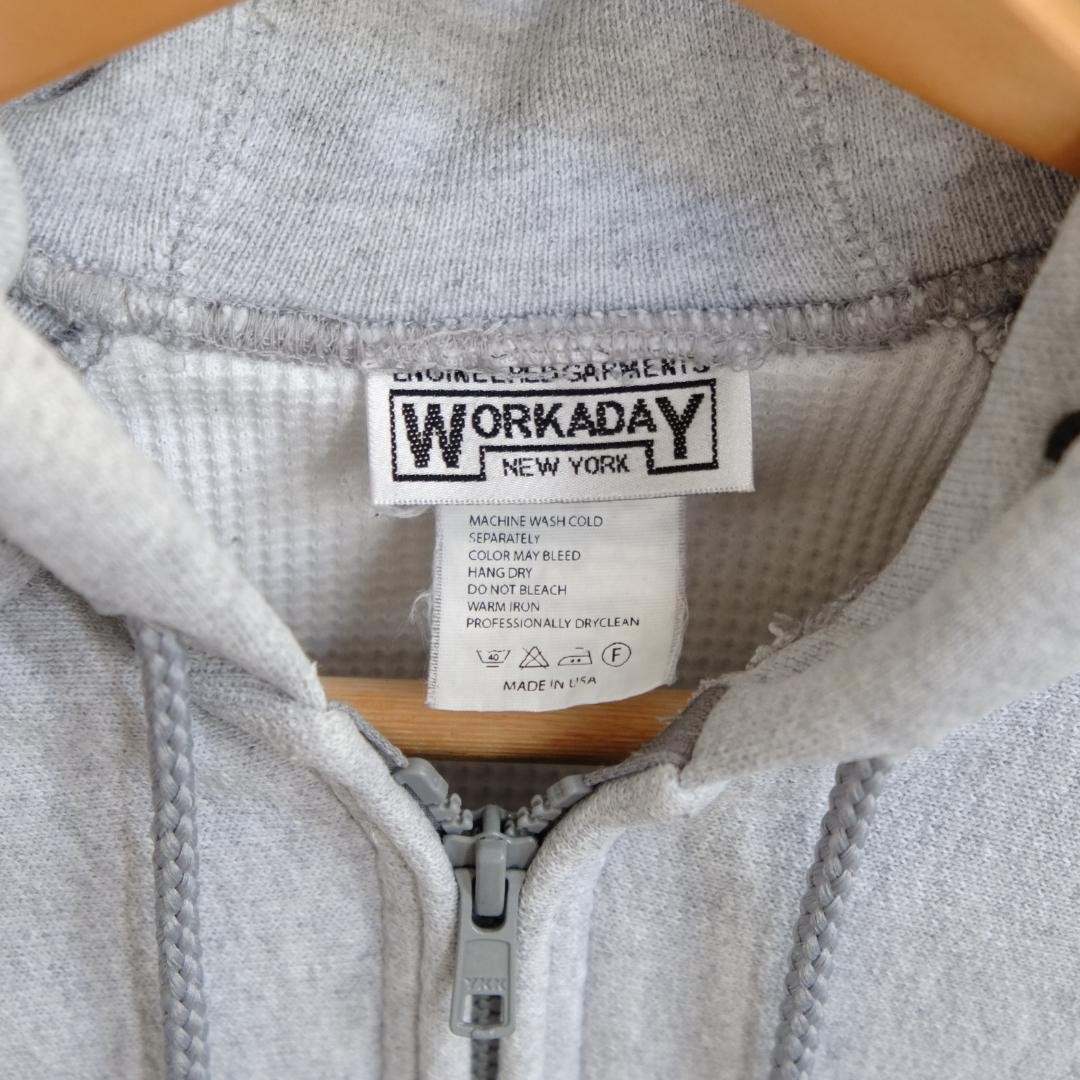 ENGINEERED GARMENTS
WORKADAY
NEW YORK
MACHINE WASH COLD
SEPARATELY
COLOR MAY BLEED
HANG DRY
DO NOT BLEACH
WARM IRON
PROFESSIONALLY DRYCLEAN
40 F
MADE IN USA
YKK